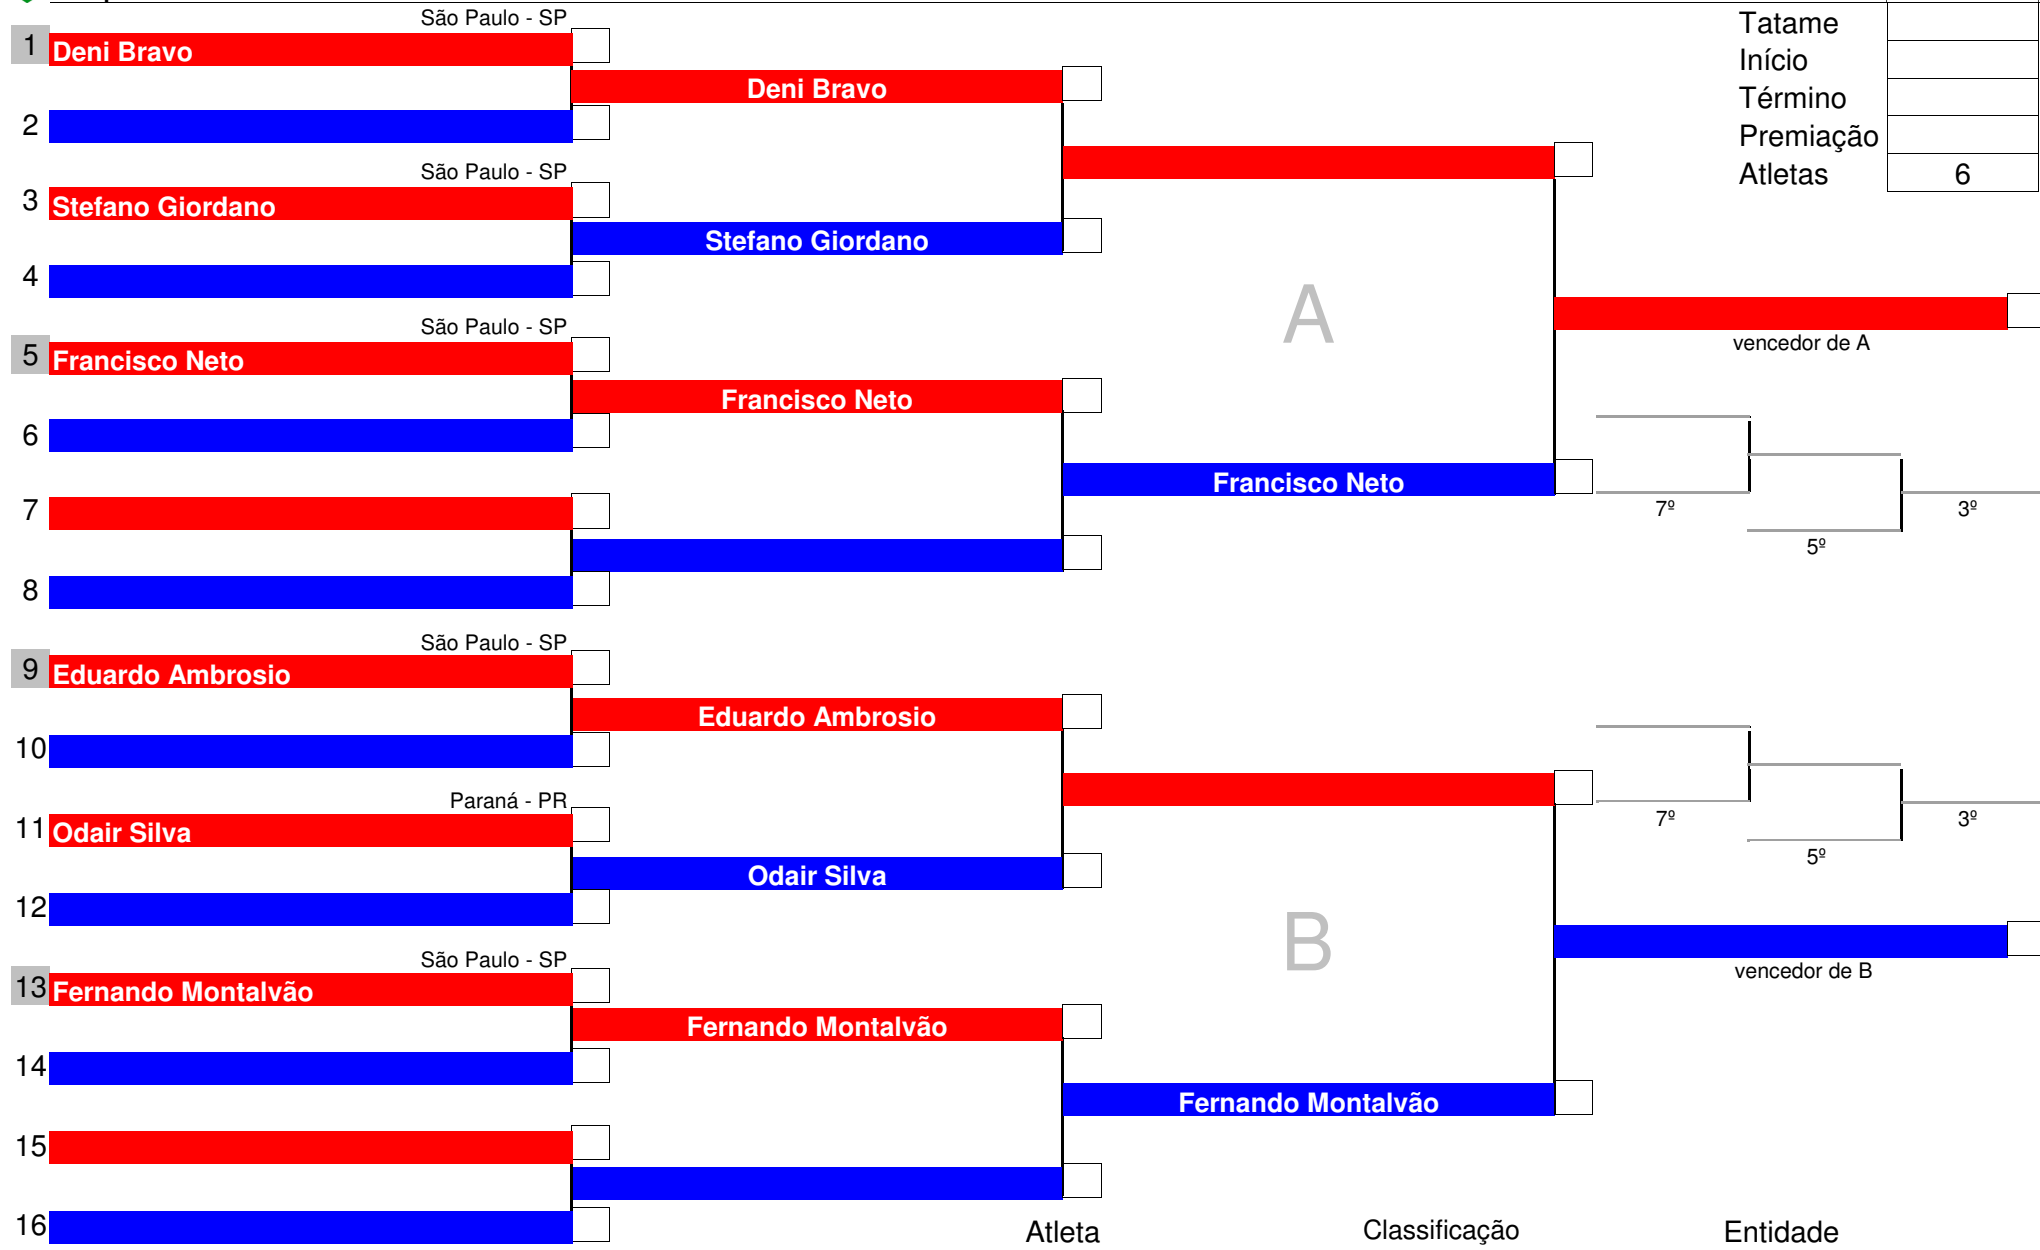 São Paulo - SP
Tatame
1 Deni Bravo
Deni Bravo
Início
Término
2
Premiação
São Paulo - SP
Atletas 6
3 Stefano Giordano
Stefano Giordano
4
A
São Paulo - SP
vencedor de A
5 Francisco Neto
Francisco Neto
6
Francisco Neto
7
7º 3º
5º
8
São Paulo - SP
9 Eduardo Ambrosio
Eduardo Ambrosio
10
Paraná - PR
7º 3º
11 Odair Silva
5º
Odair Silva
12
B
São Paulo - SP
vencedor de B
13 Fernando Montalvão
Fernando Montalvão
14
Fernando Montalvão
15
16
Atleta Classificação Entidade